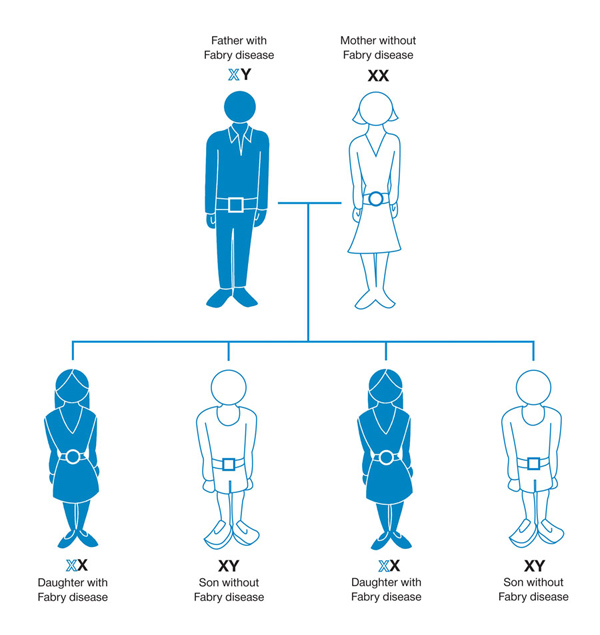 Father with
Fabry disease
XY
Mother without
Fabry disease
XX
XX
Daughter with
Fabry disease
XY
Son without
Fabry disease
XX
Daughter with
Fabry disease
XY
Son without
Fabry disease